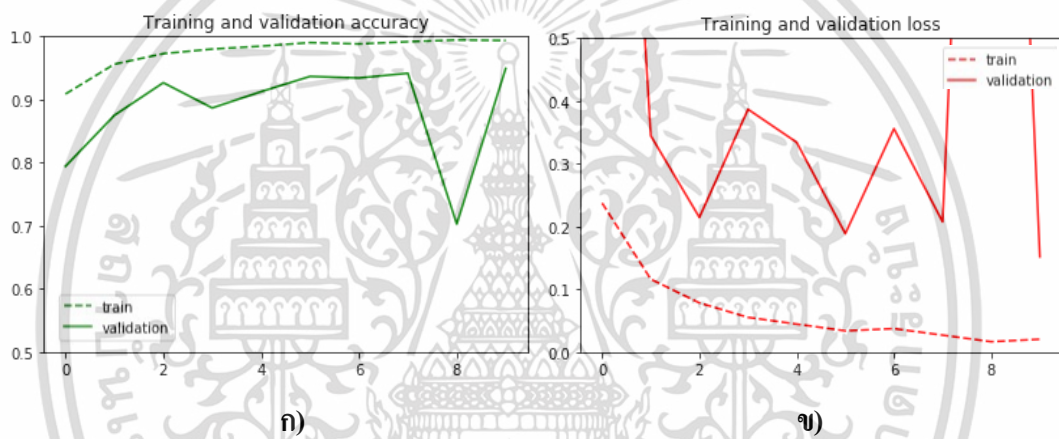 Training and validation accuracy
1.0
0.9
0.8
0.7
0.6
0.5
train
validation
0 2 4 6 8
ก)
Training and validation loss
0.5
0.4
0.3
0.2
0.1
0.0
train
validation
0 2 4 6 8
ข)